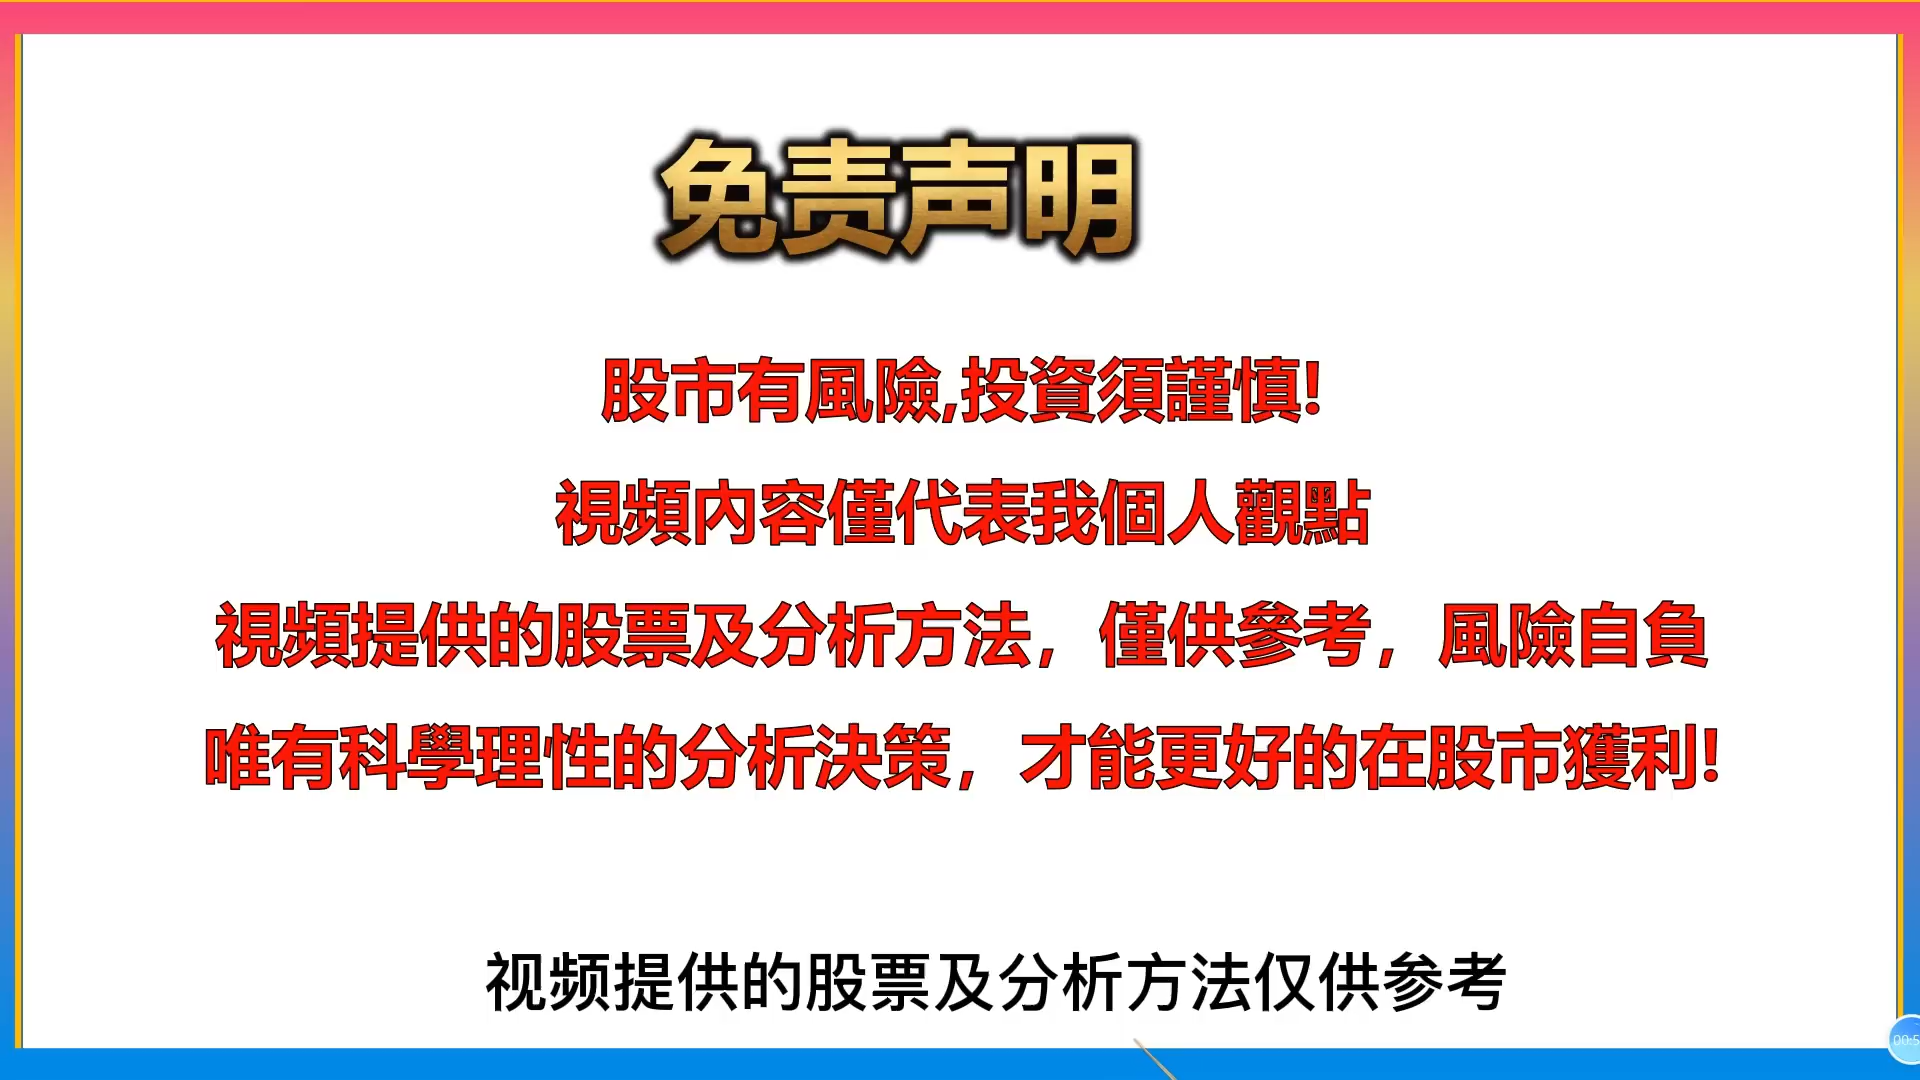 免责声明
股市有風險,投資須謹慎!
視頻內容僅代表我個人觀點
視頻提供的股票及分析方法，僅供參考，風險自負
唯有科學理性的分析決策，才能更好的在股市獲利!
视频提供的股票及分析方法仅供参考